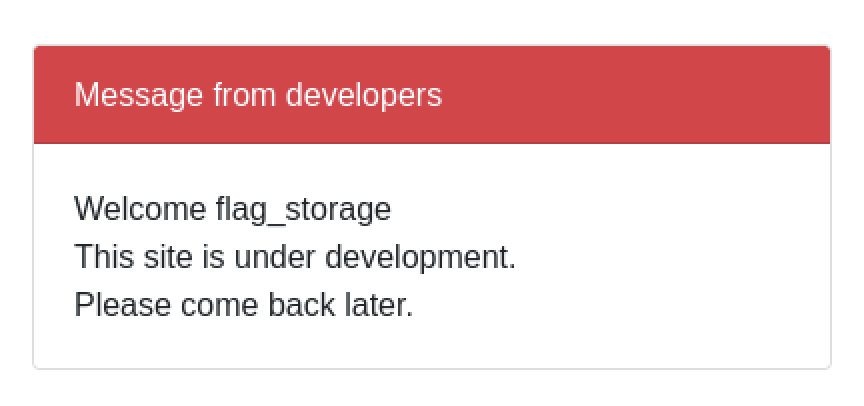 Message from developers
Welcome flag_storage
This site is under development.
Please come back later.